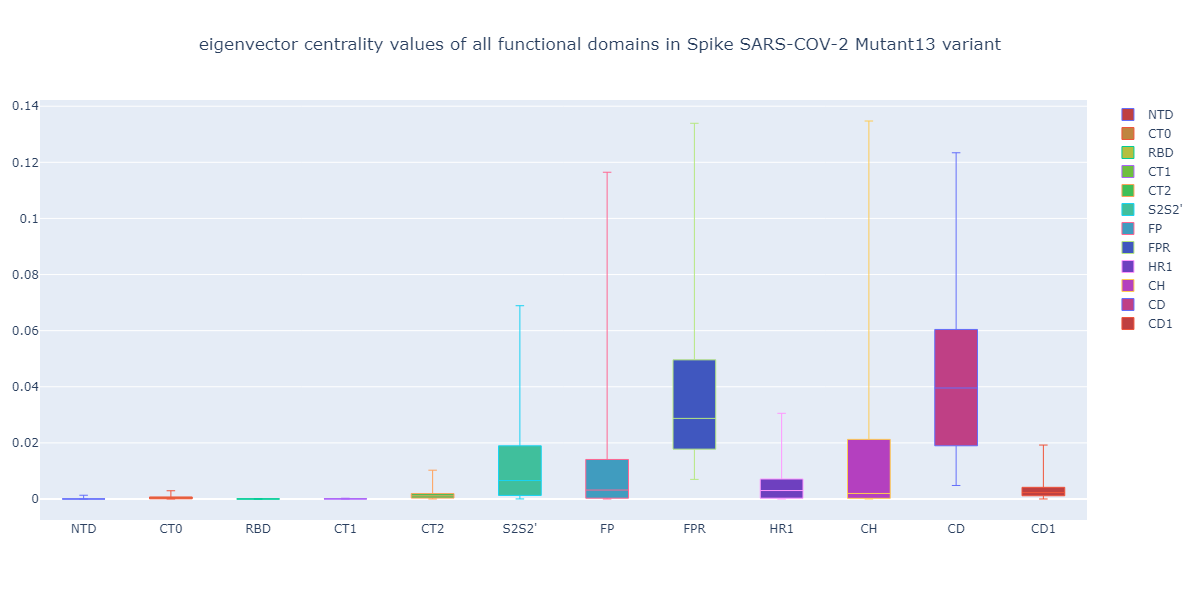 eigenvector centrality values of all functional domains in Spike SARS-COV-2 Mutant13 variant
0.14
0.12
0.1
0.08
0.06
0.04
0.02
0
NTD CT0 RBD CT1 CT2 S2S2' FP FPR HR1 CH CD CD1
NTD
CT0
RBD
CT1
CT2
S2S2'
FP
FPR
HR1
CH
CD
CD1